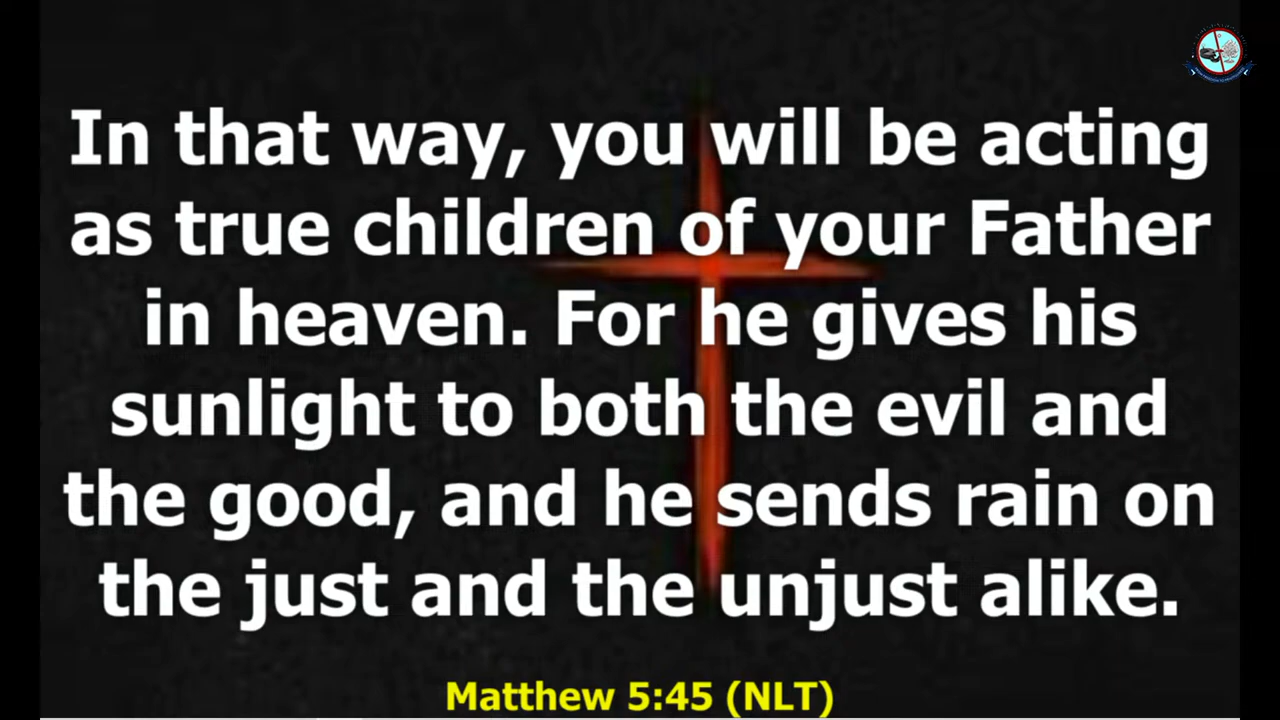 In that way, you will be acting
as true children of your Father
in heaven. For he gives his
sunlight to both the evil and
the good, and he sends rain on
the just and the unjust alike.
Matthew 5:45 (NLT)